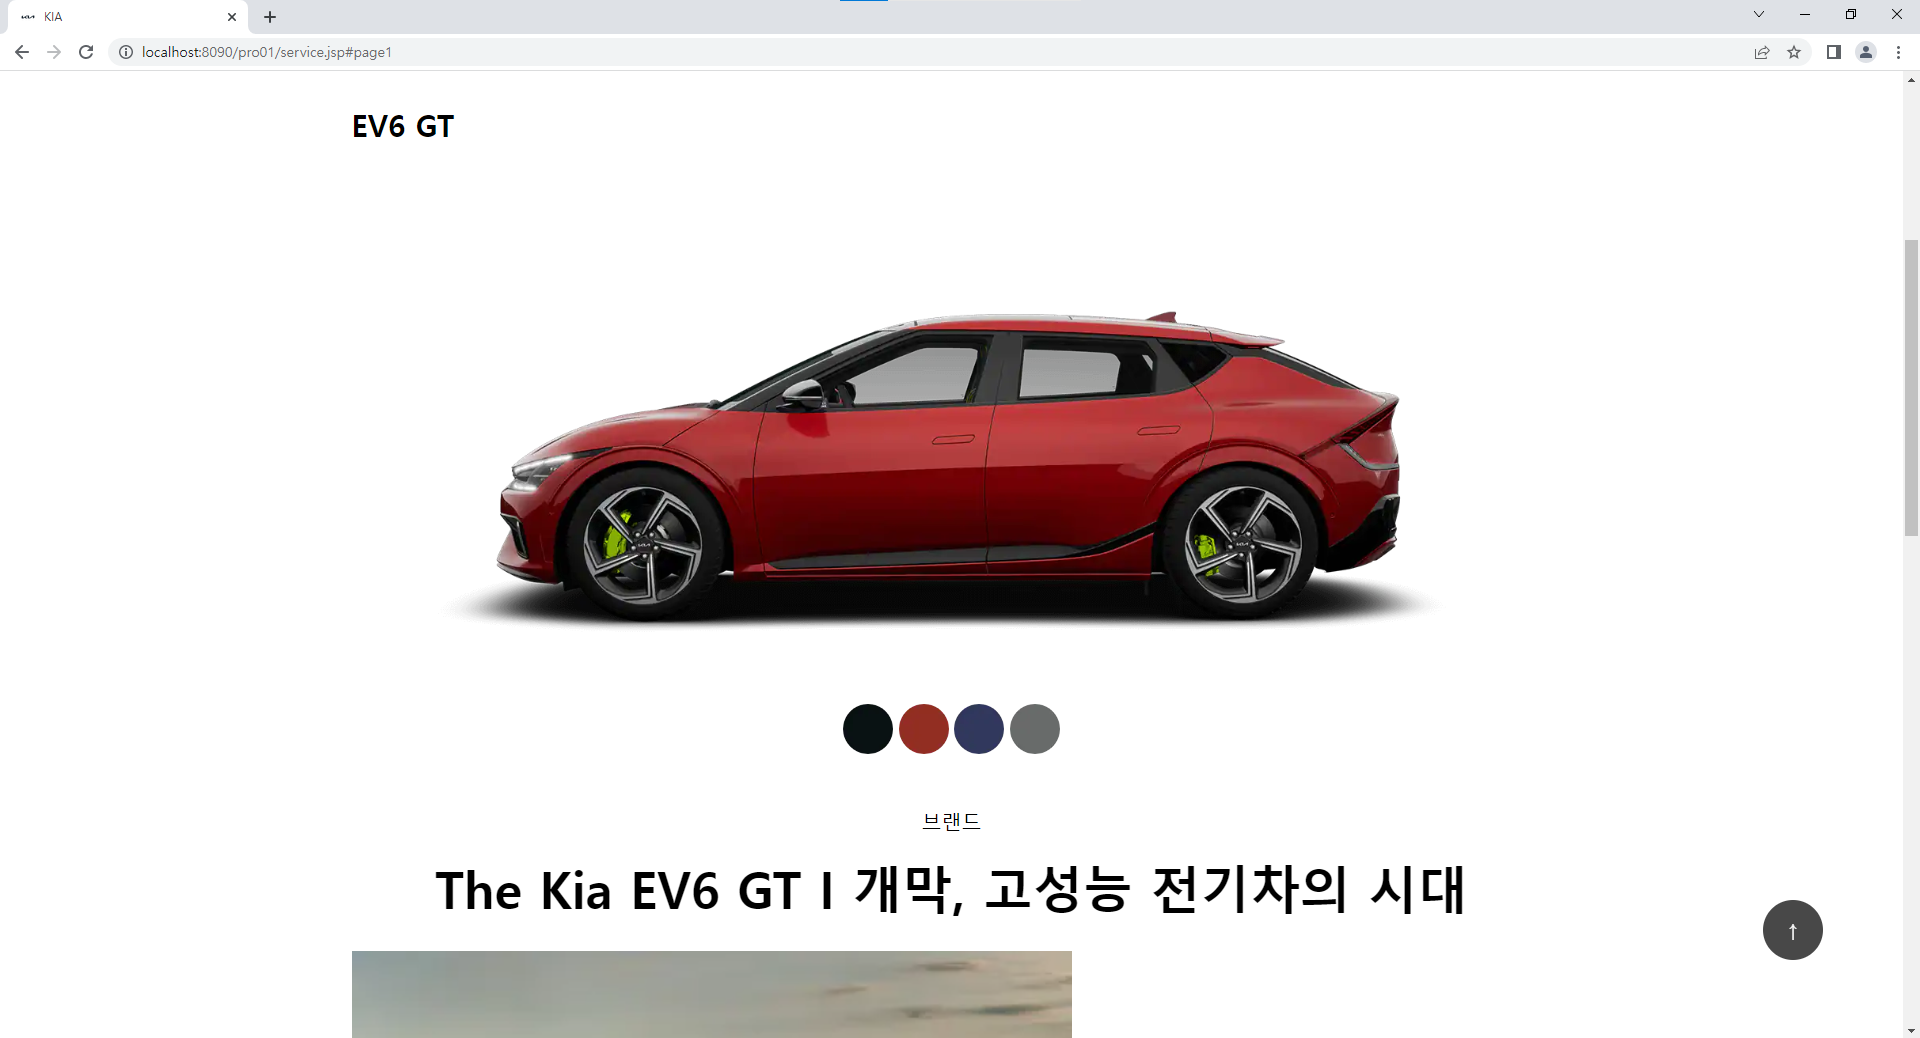 KIA
localhost:8090/pro01/service.jsp#page1
EV6 GT
브랜드
The Kia EV6 GT I 개막, 고성능 전기차의 시대
↑